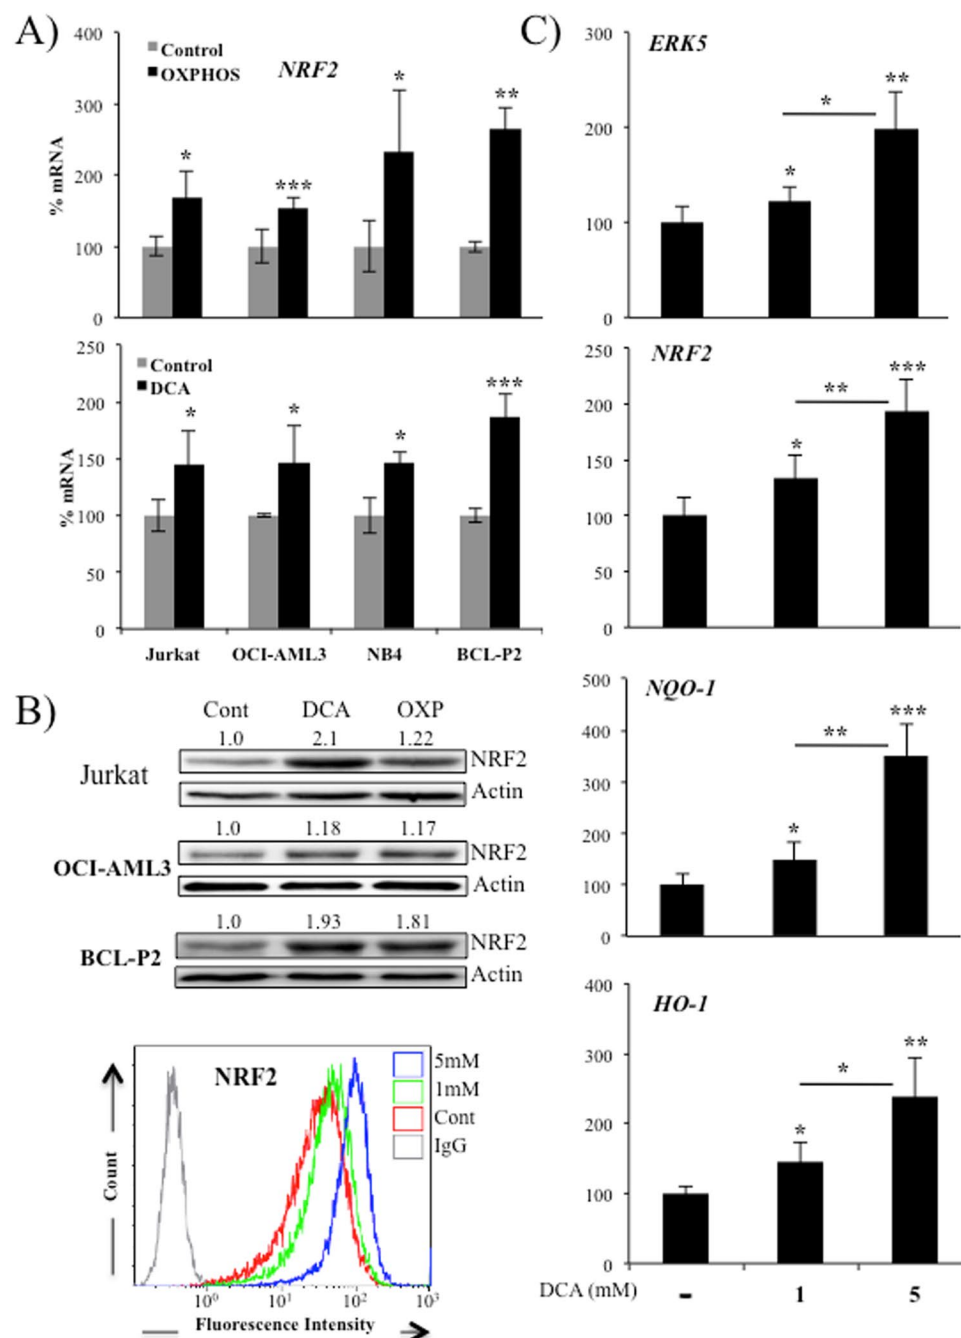 A)
400
300
200
100
0
% mRNA
Control
OXPHOS
NRF2
*
***
*
**
250
200
150
100
50
0
% mRNA
Control
DCA
*
*
*
***
Jurkat OCI-AML3 NB4 BCL-P2
B)
Cont DCA OXP
1.0 2.1 1.22
Jurkat
NRF2
Actin
1.0 1.18 1.17
OCI-AML3
NRF2
Actin
1.0 1.93 1.81
BCL-P2
NRF2
Actin
NRF2
5mM
1mM
Cont
IgG
Count
10⁰ 10¹ 10² 10³
Fluorescence Intensity
C)
ERK5
300
200
100
0
*
*
**
NRF2
250
200
150
100
50
0
*
**
***
NQO-1
500
400
300
200
100
0
*
**
***
HO-1
400
300
200
100
0
*
*
**
DCA (mM) - 1 5